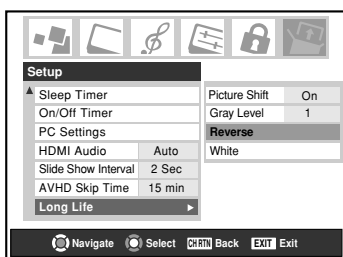 Setup
Sleep Timer
On/Off Timer
PC Settings
HDMI Audio Auto
Slide Show Interval 2 Sec
AVHD Skip Time 15 min
Long Life
Picture Shift On
Gray Level 1
Reverse
White
Navigate Select CH RTN Back EXIT Exit